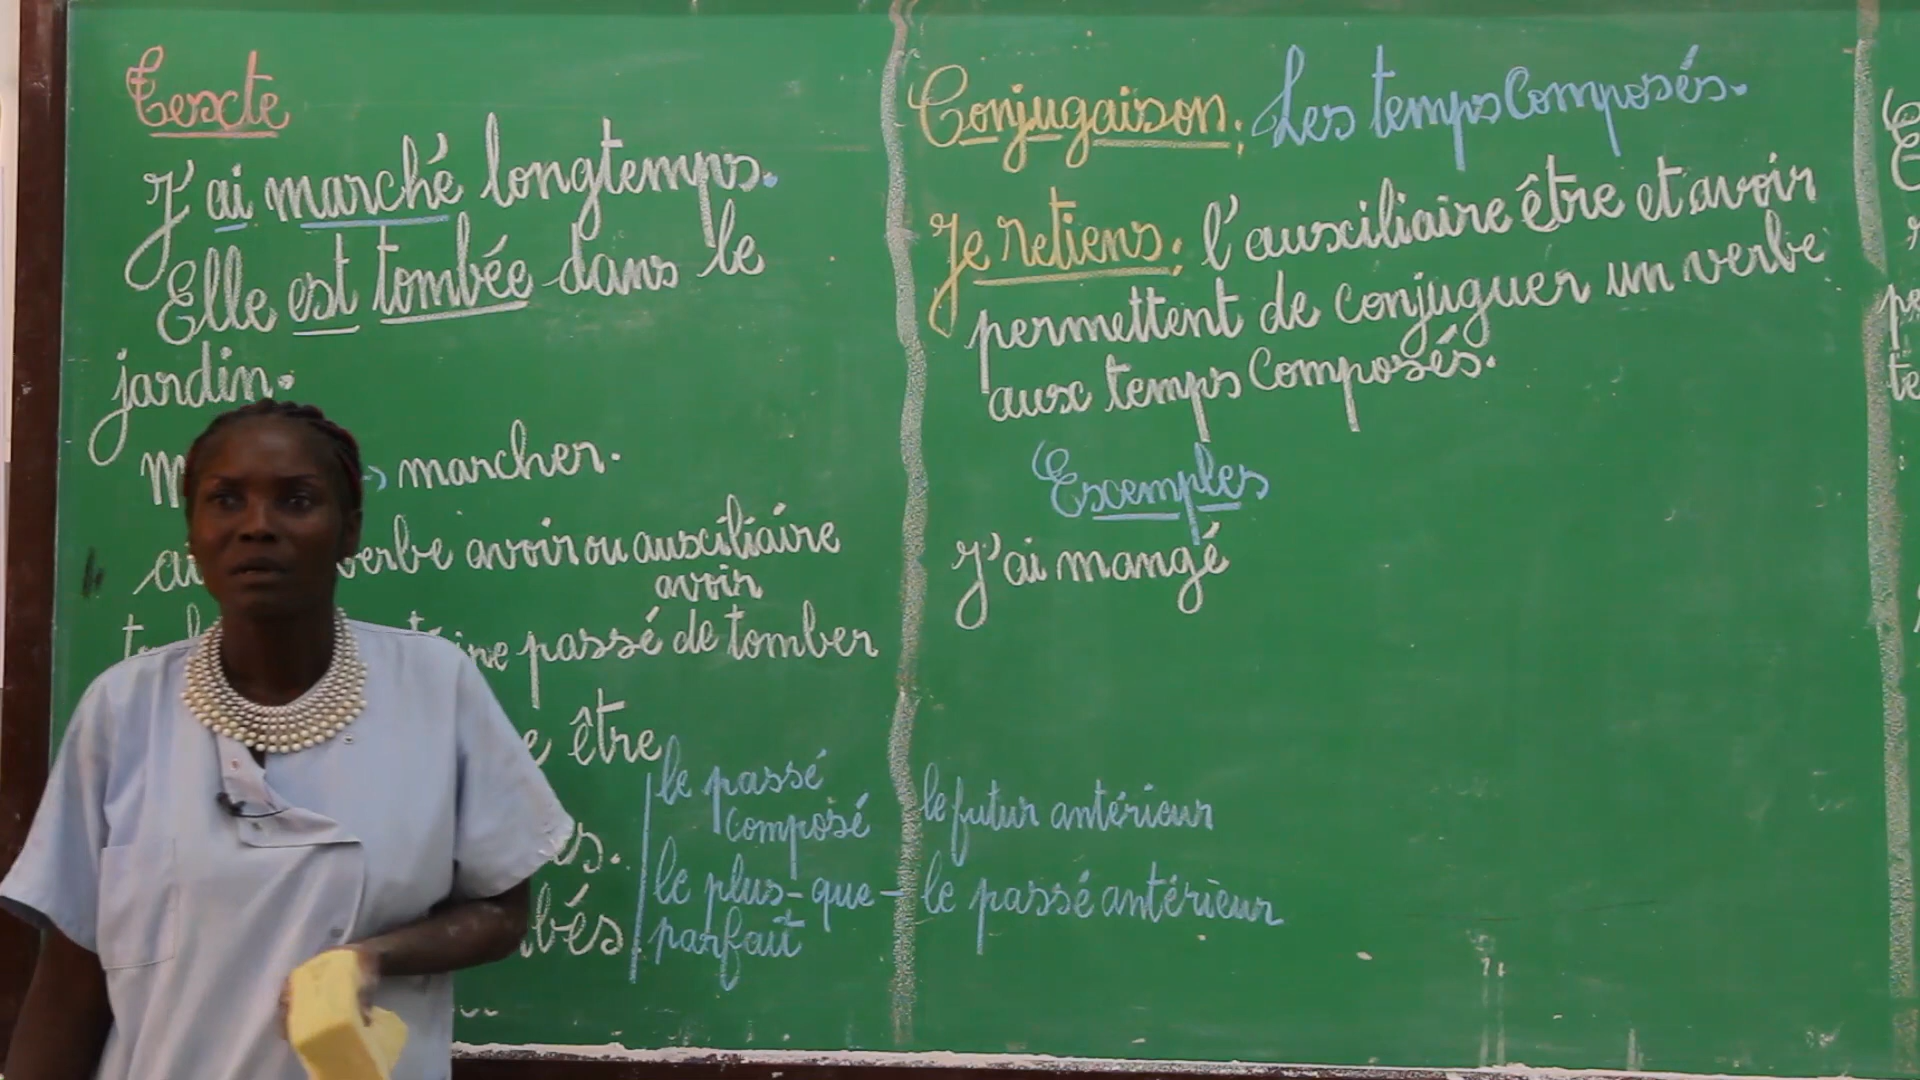 Texte
J'ai marché longtemps.
Elle est tombée dans le
jardin.
marcher.
verbe avoir ou auxiliaire
avoir
passé de tomber
être
le passé
composé
le plus-que-
parfait
Conjugaison: Les temps Composés.
Je retiens: l'auxiliaire être et avoir
permettent de conjuguer un verbe
aux temps Composés.
Exemples
J'ai mangé
le futur antérieur
le passé antérieur